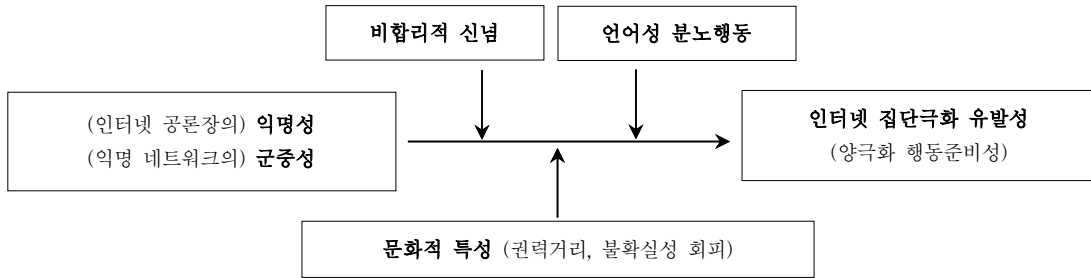 비합리적 신념
언어성 분노행동
(인터넷 공론장의) 익명성
(익명 네트워크의) 군중성
인터넷 집단극화 유발성
(양극화 행동준비성)
문화적 특성 (권력거리, 불확실성 회피)